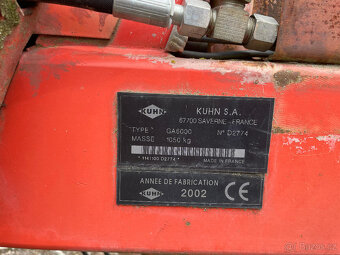 KUHN
KUHN S.A.
67700 SAVERNE - FRANCE
TYPE GA6000 N° D2774
MASSE 1050 kg
MADE IN FRANCE
KUHN
ANNÉE DE FABRICATION
2002 CE